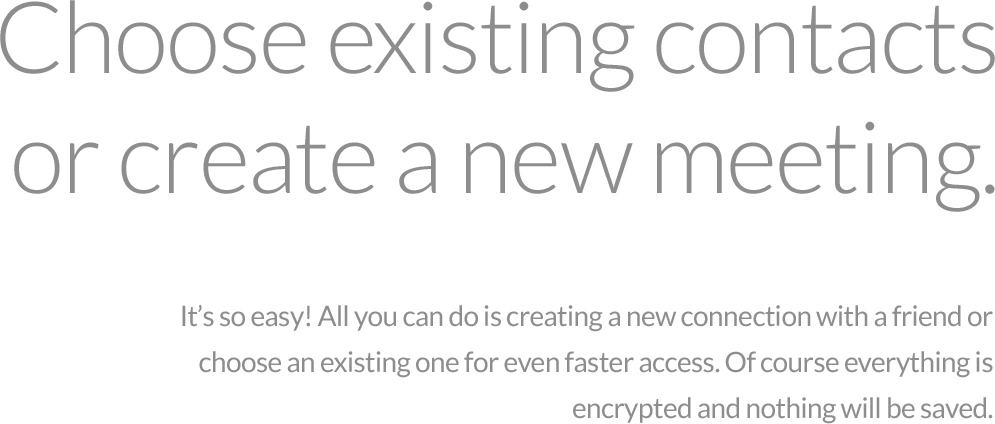 Choose existing contacts
or create a new meeting.
It’s so easy! All you can do is creating a new connection with a friend or
choose an existing one for even faster access. Of course everything is
encrypted and nothing will be saved.